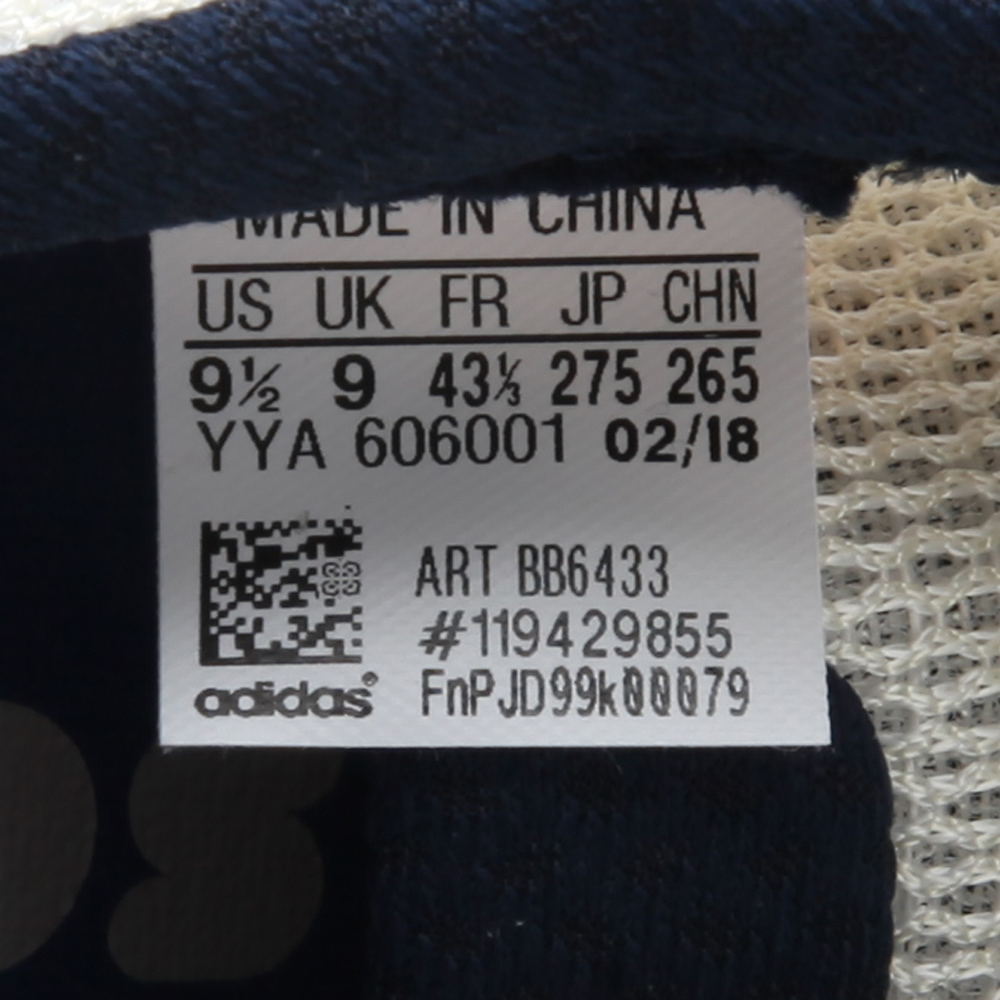 MADE IN CHINA
US UK FR JP CHN
9½ 9 43⅓ 275 265
YYA 606001 02/18
ART BB6433
#119429855
FnPJD99k00079
adidas®